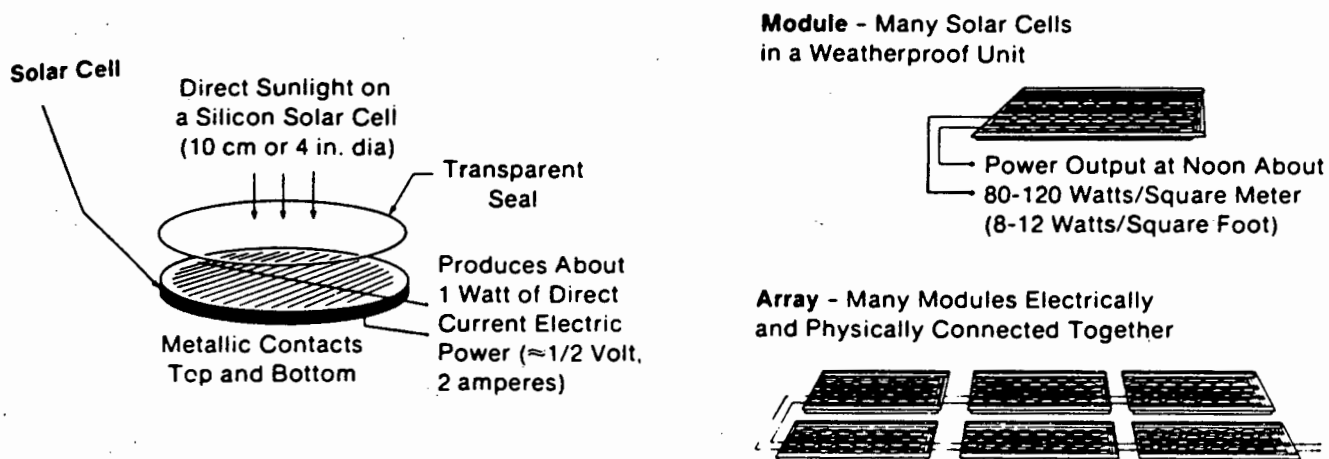 Solar Cell
Direct Sunlight on
a Silicon Solar Cell
(10 cm or 4 in. dia)
Transparent
Seal
Produces About
1 Watt of Direct
Current Electric
Power (≈1/2 Volt,
2 amperes)
Metallic Contacts
Top and Bottom
Module - Many Solar Cells
in a Weatherproof Unit
Power Output at Noon About
80-120 Watts/Square Meter
(8-12 Watts/Square Foot)
Array - Many Modules Electrically
and Physically Connected Together